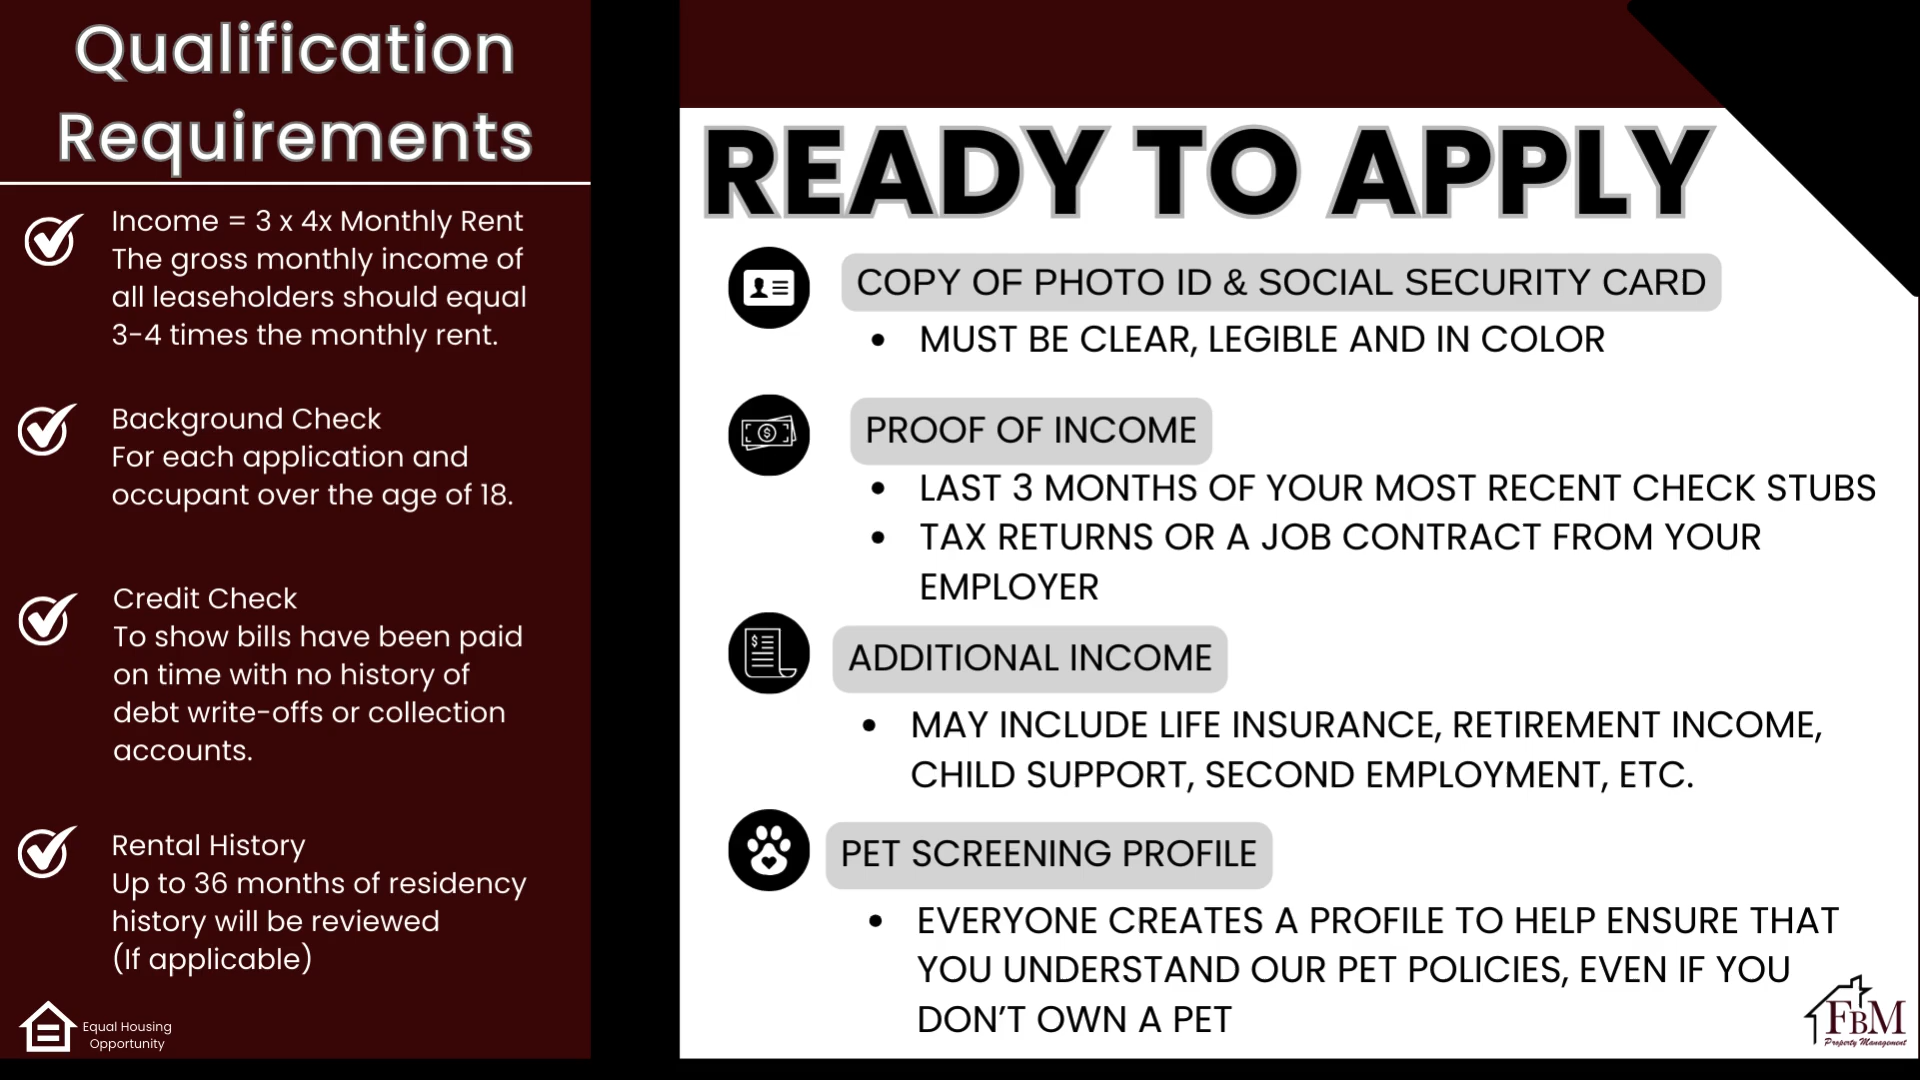 Qualification
Requirements
Income = 3 x 4x Monthly Rent
The gross monthly income of
all leaseholders should equal
3-4 times the monthly rent.
Background Check
For each application and
occupant over the age of 18.
Credit Check
To show bills have been paid
on time with no history of
debt write-offs or collection
accounts.
Rental History
Up to 36 months of residency
history will be reviewed
(If applicable)
Equal Housing
Opportunity
READY TO APPLY
COPY OF PHOTO ID & SOCIAL SECURITY CARD
• MUST BE CLEAR, LEGIBLE AND IN COLOR
PROOF OF INCOME
• LAST 3 MONTHS OF YOUR MOST RECENT CHECK STUBS
• TAX RETURNS OR A JOB CONTRACT FROM YOUR
EMPLOYER
ADDITIONAL INCOME
• MAY INCLUDE LIFE INSURANCE, RETIREMENT INCOME,
CHILD SUPPORT, SECOND EMPLOYMENT, ETC.
PET SCREENING PROFILE
• EVERYONE CREATES A PROFILE TO HELP ENSURE THAT
YOU UNDERSTAND OUR PET POLICIES, EVEN IF YOU
DON'T OWN A PET
FBM
Property Management